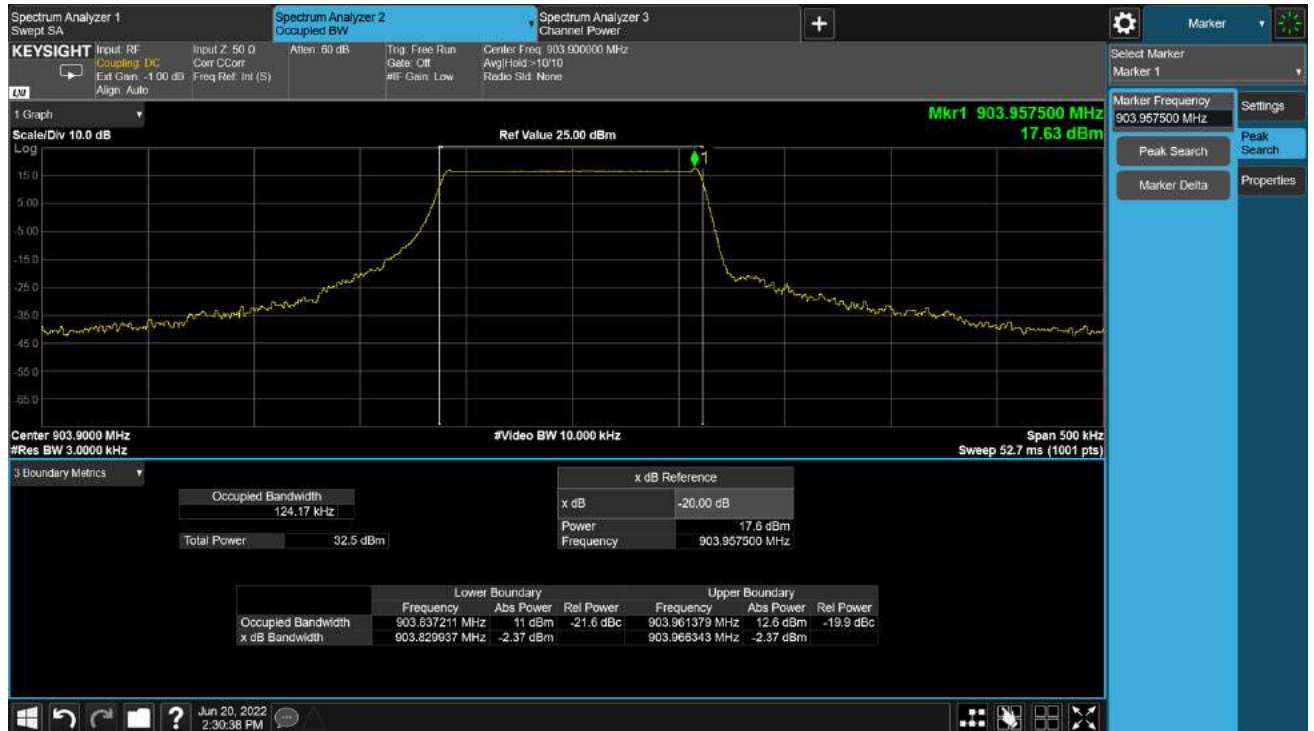 Spectrum Analyzer 1
Swept SA
Spectrum Analyzer 2
Occupied BW
Spectrum Analyzer 3
Channel Power
+
Marker
KEYSIGHT
Input: RF
Coupling: DC
Ext Gain: -1.00 dB
Align: Auto
Input Z: 50 Ω
Corr CCorr
Freq Ref: Int (S)
Atten: 60 dB
Trig: Free Run
Gate: Off
#IF Gain: Low
Center Freq: 903.900000 MHz
Avg|Hold:>10/10
Radio Std: None
LXI
Select Marker
Marker 1
Marker Frequency
903.957500 MHz
Peak Search
Marker Delta
Settings
Peak
Search
Properties
1 Graph
Scale/Div 10.0 dB
Ref Value 25.00 dBm
Mkr1 903.957500 MHz
17.63 dBm
Log
1
15.0
5.00
-5.00
-15.0
-25.0
-35.0
-45.0
-55.0
-65.0
Center 903.9000 MHz
#Video BW 10.000 kHz
Span 500 kHz
#Res BW 3.0000 kHz
Sweep 52.7 ms (1001 pts)
3 Boundary Metrics
Occupied Bandwidth
124.17 kHz
Total Power 32.5 dBm
x dB Reference
x dB -20.00 dB
Power 17.6 dBm
Frequency 903.957500 MHz
Lower Boundary Upper Boundary
Frequency Abs Power Rel Power Frequency Abs Power Rel Power
Occupied Bandwidth 903.837211 MHz 11 dBm -21.6 dBc 903.961379 MHz 12.6 dBm -19.9 dBc
x dB Bandwidth 903.829937 MHz -2.37 dBm 903.966343 MHz -2.37 dBm
?
Jun 20, 2022
2:30:38 PM